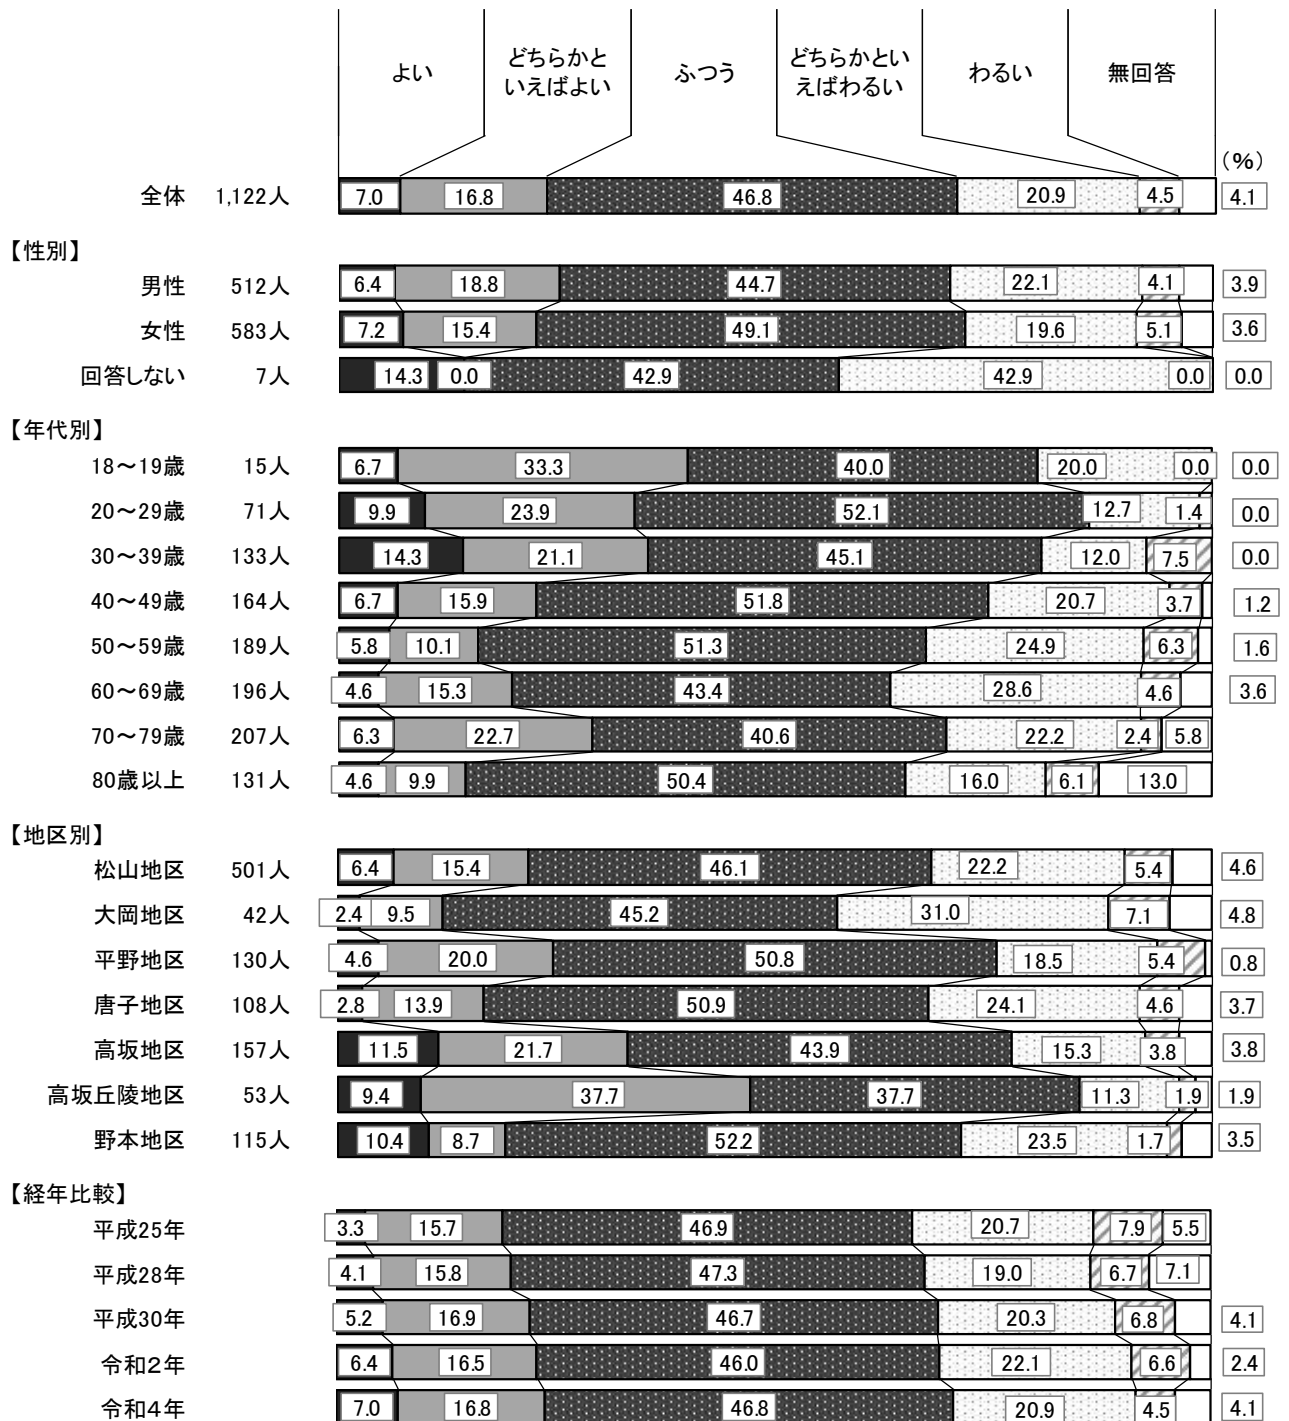 よい
どちらかと
いえばよい
ふつう
どちらかとい
えばわるい
わるい
無回答
(%)
全体 1,122人 7.0 16.8 46.8 20.9 4.5 4.1
【性別】
男性 512人 6.4 18.8 44.7 22.1 4.1 3.9
女性 583人 7.2 15.4 49.1 19.6 5.1 3.6
回答しない 7人 14.3 0.0 42.9 42.9 0.0 0.0
【年代別】
18～19歳 15人 6.7 33.3 40.0 20.0 0.0 0.0
20～29歳 71人 9.9 23.9 52.1 12.7 1.4 0.0
30～39歳 133人 14.3 21.1 45.1 12.0 7.5 0.0
40～49歳 164人 6.7 15.9 51.8 20.7 3.7 1.2
50～59歳 189人 5.8 10.1 51.3 24.9 6.3 1.6
60～69歳 196人 4.6 15.3 43.4 28.6 4.6 3.6
70～79歳 207人 6.3 22.7 40.6 22.2 2.4 5.8
80歳以上 131人 4.6 9.9 50.4 16.0 6.1 13.0
【地区別】
松山地区 501人 6.4 15.4 46.1 22.2 5.4 4.6
大岡地区 42人 2.4 9.5 45.2 31.0 7.1 4.8
平野地区 130人 4.6 20.0 50.8 18.5 5.4 0.8
唐子地区 108人 2.8 13.9 50.9 24.1 4.6 3.7
高坂地区 157人 11.5 21.7 43.9 15.3 3.8 3.8
高坂丘陵地区 53人 9.4 37.7 37.7 11.3 1.9 1.9
野本地区 115人 10.4 8.7 52.2 23.5 1.7 3.5
【経年比較】
平成25年 3.3 15.7 46.9 20.7 7.9 5.5
平成28年 4.1 15.8 47.3 19.0 6.7 7.1
平成30年 5.2 16.9 46.7 20.3 6.8 4.1
令和2年 6.4 16.5 46.0 22.1 6.6 2.4
令和4年 7.0 16.8 46.8 20.9 4.5 4.1